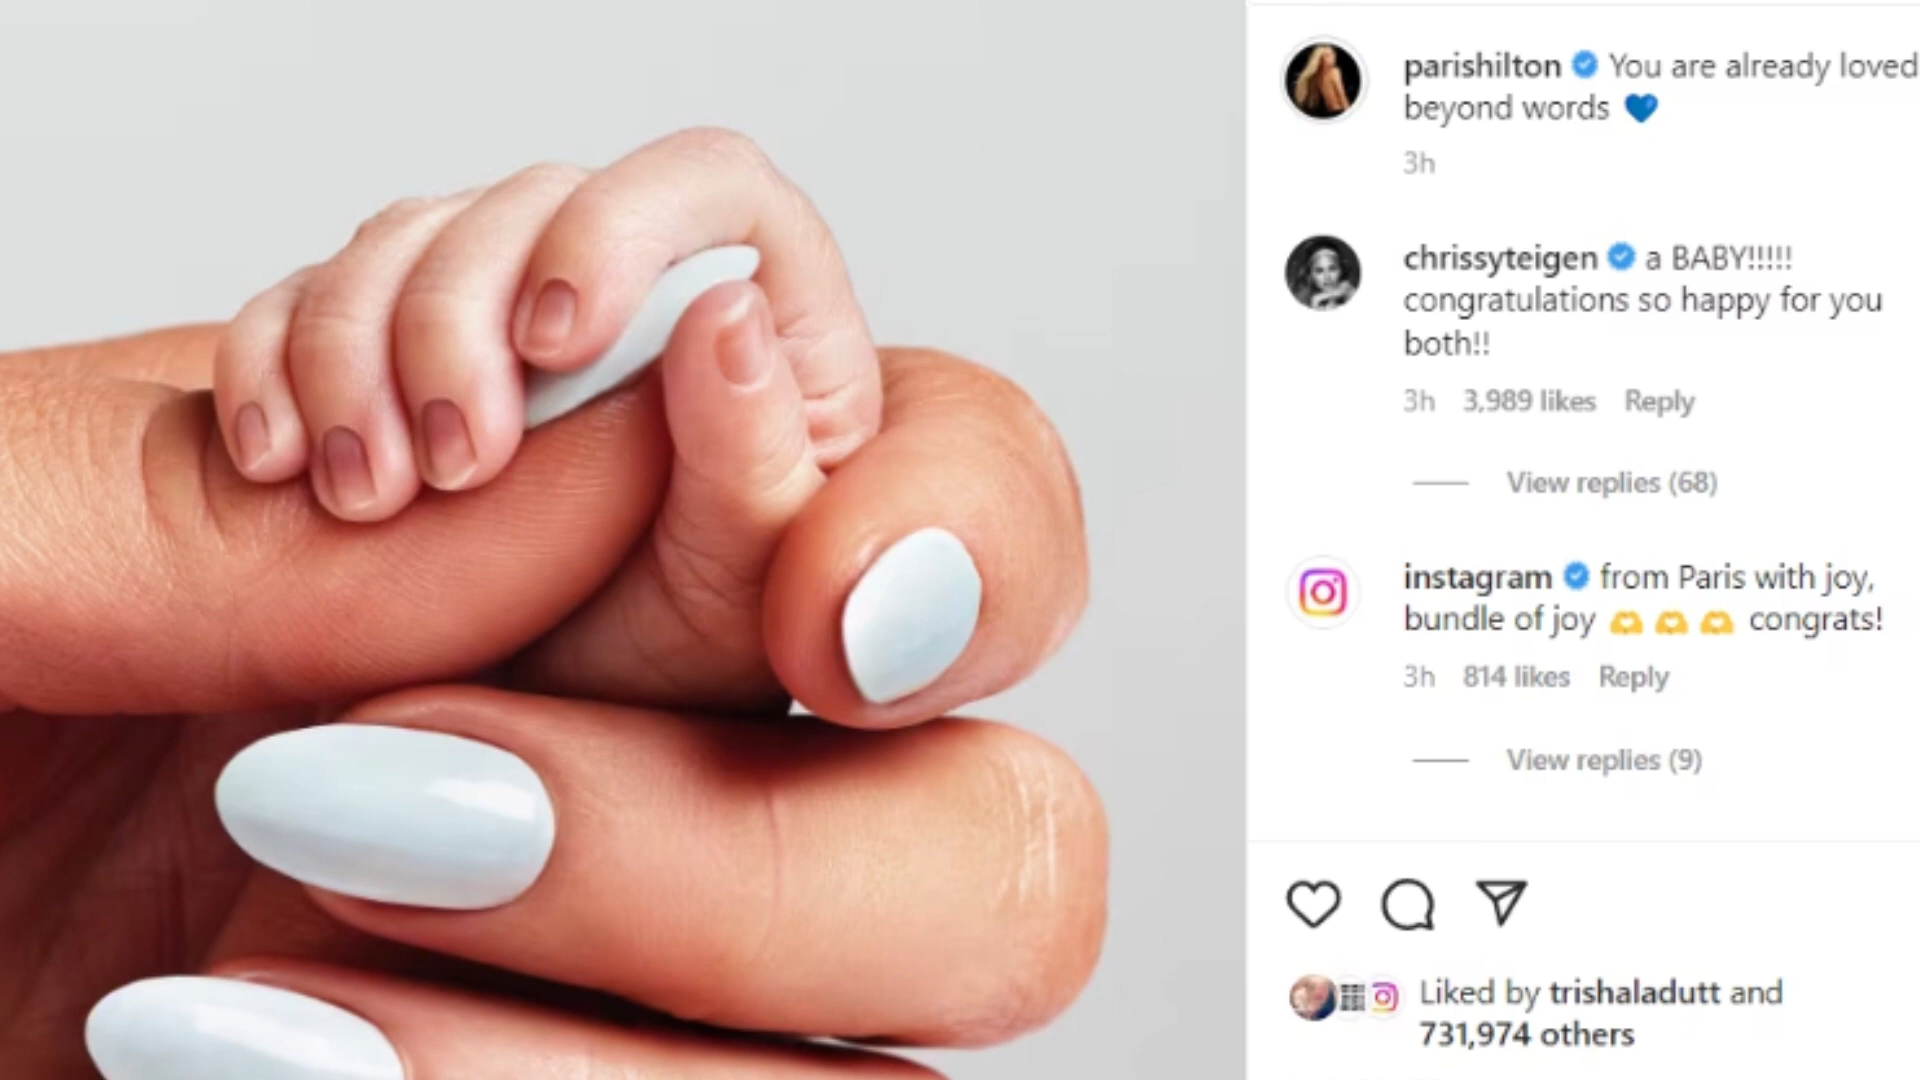 parishilton You are already loved
beyond words 💙
3h
chrissyteigen a BABY!!!!!
congratulations so happy for you
both!!
3h 3,989 likes Reply
View replies (68)
instagram from Paris with joy,
bundle of joy 🫶🫶🫶 congrats!
3h 814 likes Reply
View replies (9)
Liked by trishaladutt and
731,974 others